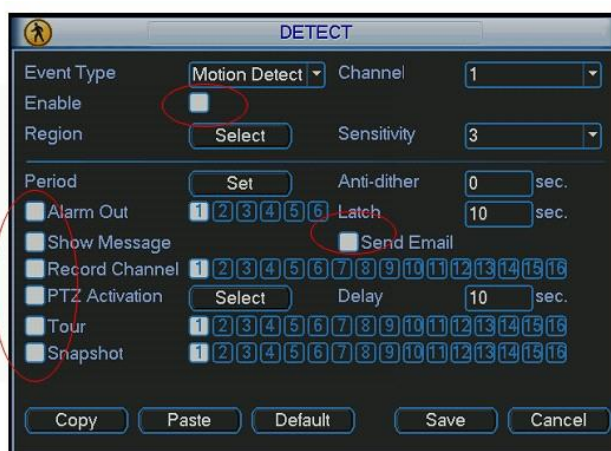 DETECT
Event Type Motion Detect Channel 1
Enable
Region Select Sensitivity 3
Period Set Anti-dither 0 sec.
Alarm Out 1 2 3 4 5 6 Latch 10 sec.
Show Message Send Email
Record Channel 1 2 3 4 5 6 7 8 9 10 11 12 13 14 15 16
PTZ Activation Select Delay 10 sec.
Tour 1 2 3 4 5 6 7 8 9 10 11 12 13 14 15 16
Snapshot 1 2 3 4 5 6 7 8 9 10 11 12 13 14 15 16
Copy Paste Default Save Cancel